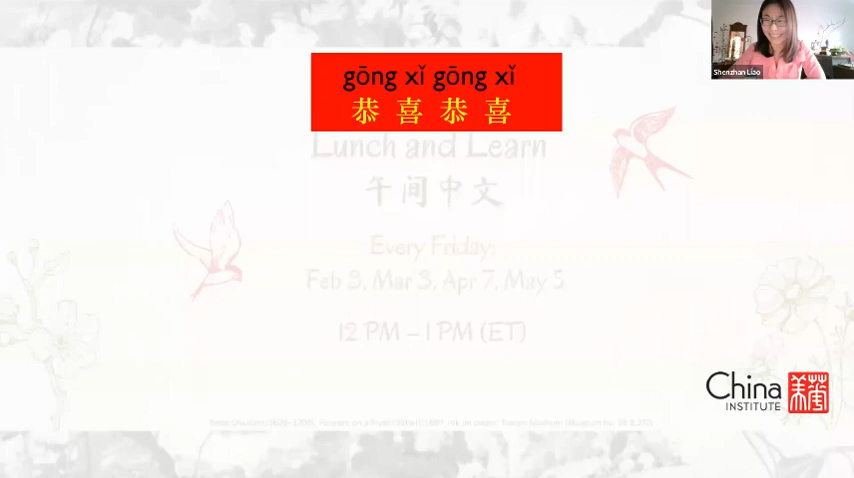 gōng xǐ gōng xǐ
恭喜恭喜
Lunch and Learn
午间中文
Every Friday:
Feb 3, Mar 3, Apr 7, May 5
12 PM – 1 PM (ET)
Shenzhan Liao
China
INSTITUTE